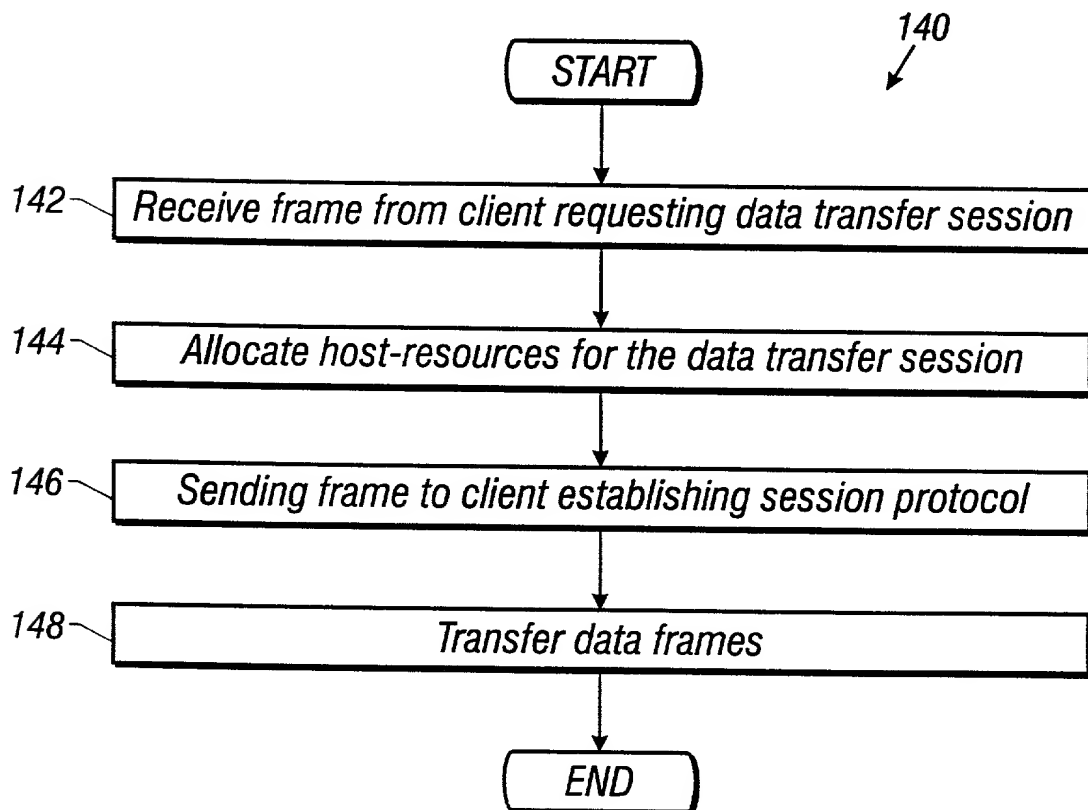 140
START
142
Receive frame from client requesting data transfer session
144
Allocate host-resources for the data transfer session
146
Sending frame to client establishing session protocol
148
Transfer data frames
END